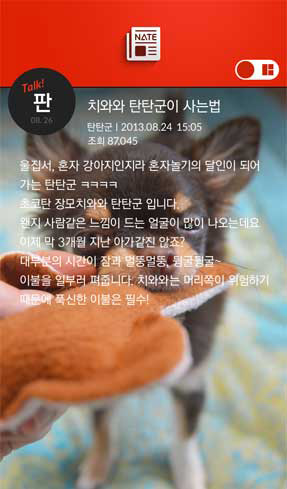 NATE
Talk!
판
08. 26
치와와 탄탄군이 사는법
탄탄군 | 2013.08.24 15:05
조회 87,045
울집서, 혼자 강아지인지라 혼자놀기의 달인이 되어
가는 탄탄군 ㅋㅋㅋㅋ
초코탄 장모치와와 탄탄군 입니다.
왠지 사람같은 느낌이 드는 얼굴이 많이 나오는데요
이제 막 3개월 지난 아가같진 않죠?
대부분의 시간이 잠과 멀뚱멀뚱, 뒹굴뒹굴~
이불을 일부러 펴줍니다. 치와와는 머리쪽이 위험하기
때문에 푹신한 이불은 필수!